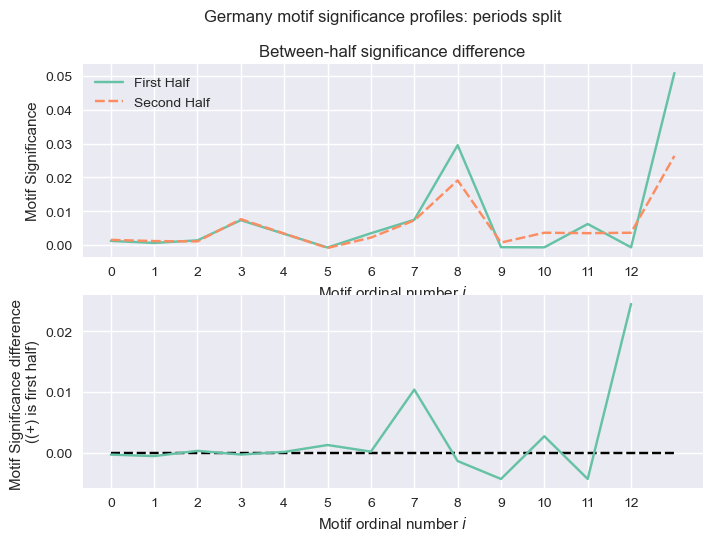 Germany motif significance profiles: periods split
Between-half significance difference
First Half
Second Half
Motif Significance
0.05
0.04
0.03
0.02
0.01
0.00
0 1 2 3 4 5 6 7 8 9 10 11 12
Motif ordinal number i
Motif Significance difference
((+) is first half)
0.02
0.01
0.00
0 1 2 3 4 5 6 7 8 9 10 11 12
Motif ordinal number i